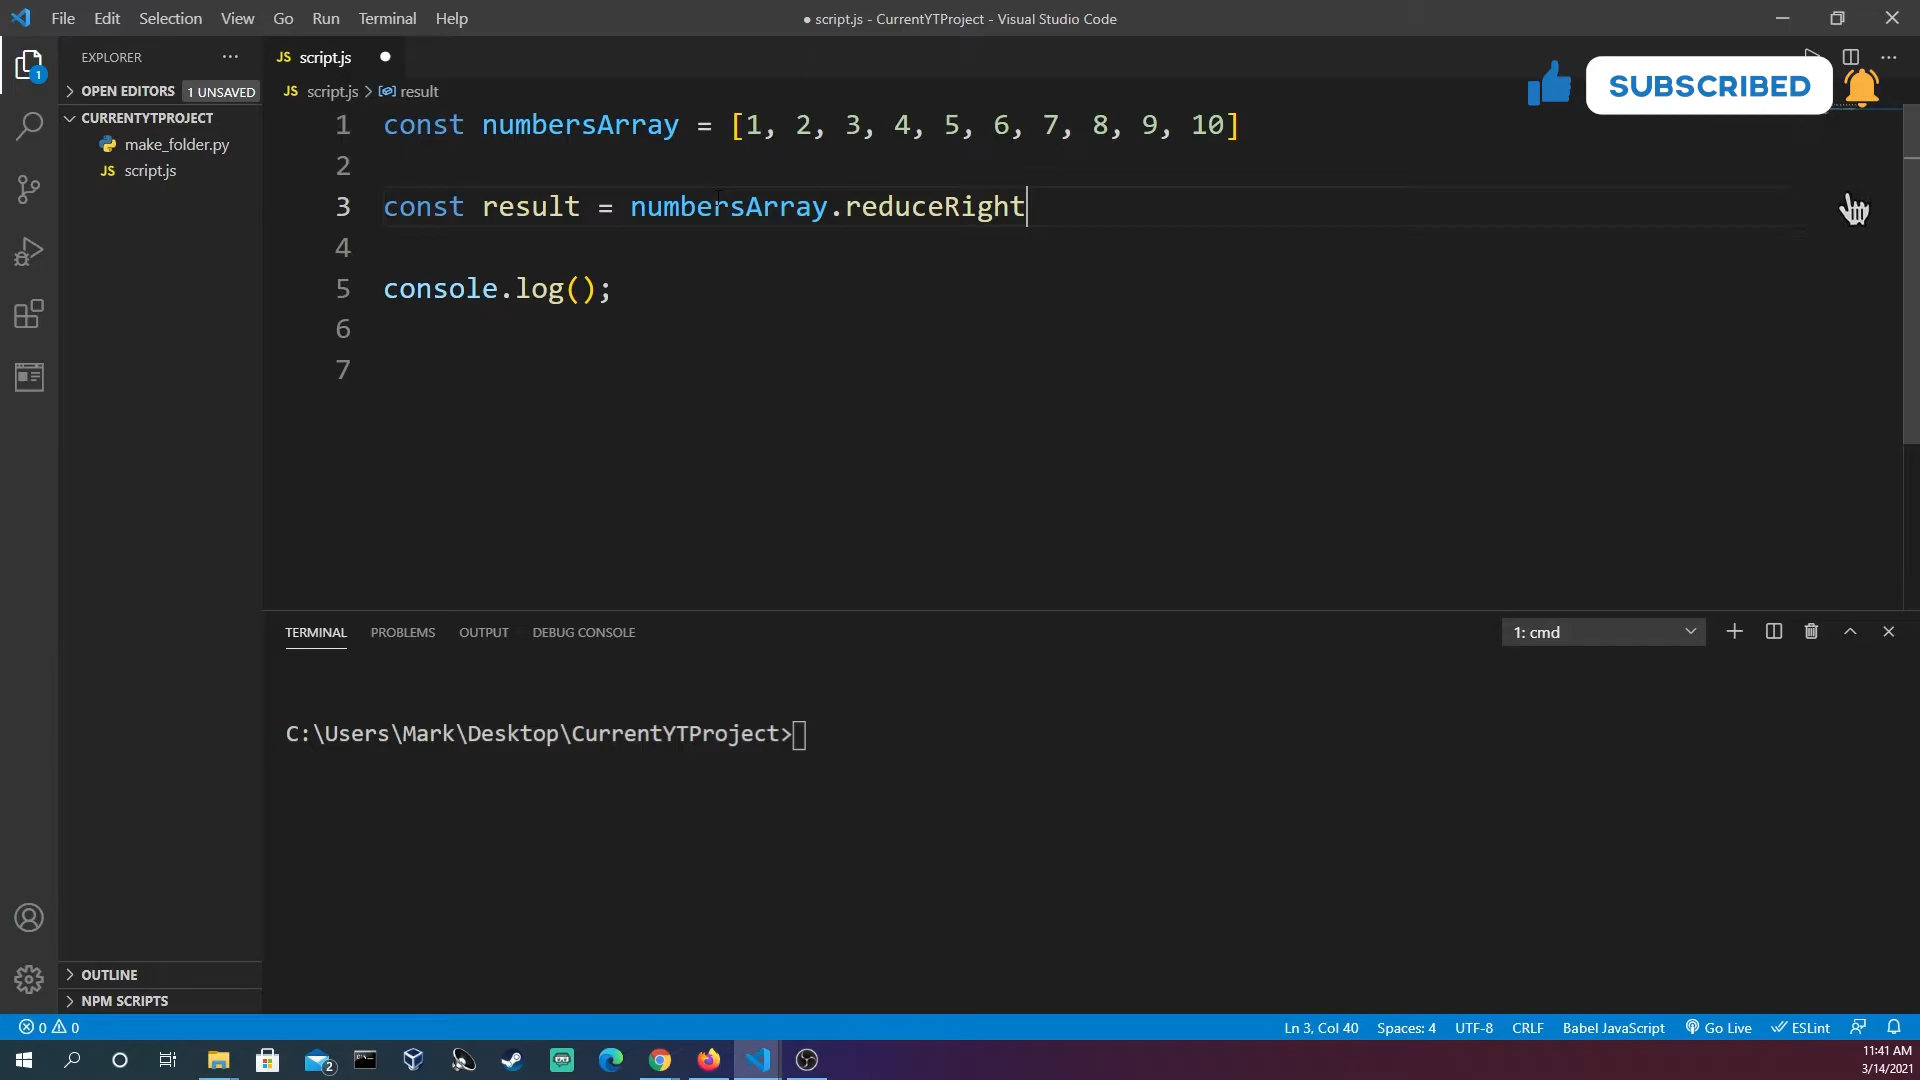 File Edit Selection View Go Run Terminal Help
● script.js - CurrentYTProject - Visual Studio Code
EXPLORER
JS script.js
SUBSCRIBED
1
OPEN EDITORS 1 UNSAVED
JS script.js > result
CURRENTYTPROJECT
make_folder.py
JS script.js
1 const numbersArray = [1, 2, 3, 4, 5, 6, 7, 8, 9, 10]
2
3 const result = numbersArray.reduceRight
4
5 console.log();
6
7
TERMINAL PROBLEMS OUTPUT DEBUG CONSOLE
1: cmd
C:\Users\Mark\Desktop\CurrentYTProject>
OUTLINE
NPM SCRIPTS
0 0
Ln 3, Col 40 Spaces: 4 UTF-8 CRLF Babel JavaScript Go Live ESLint
2
11:41 AM
3/14/2021